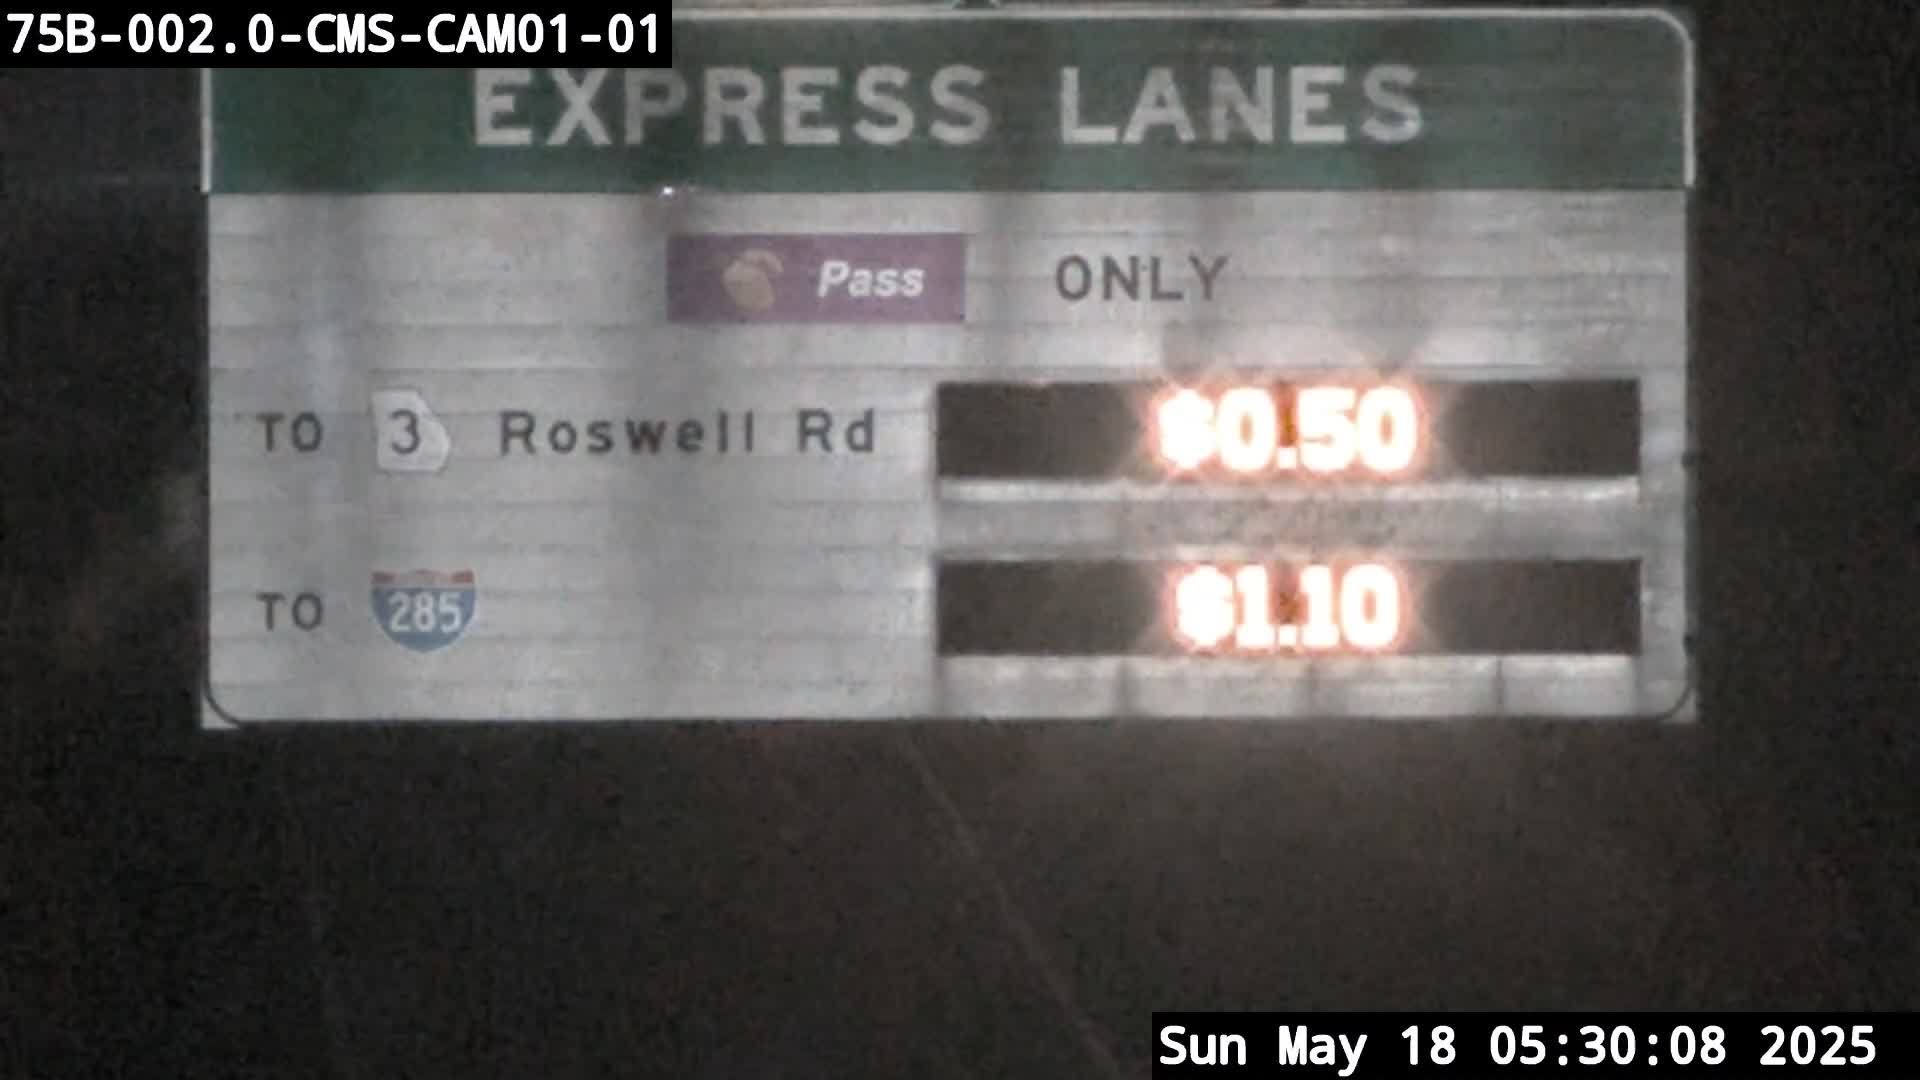 75B-002.0-CMS-CAM01-01
EXPRESS LANES
Pass ONLY
TO 3 Roswell Rd $0.50
TO 285 $1.10
Sun May 18 05:30:08 2025